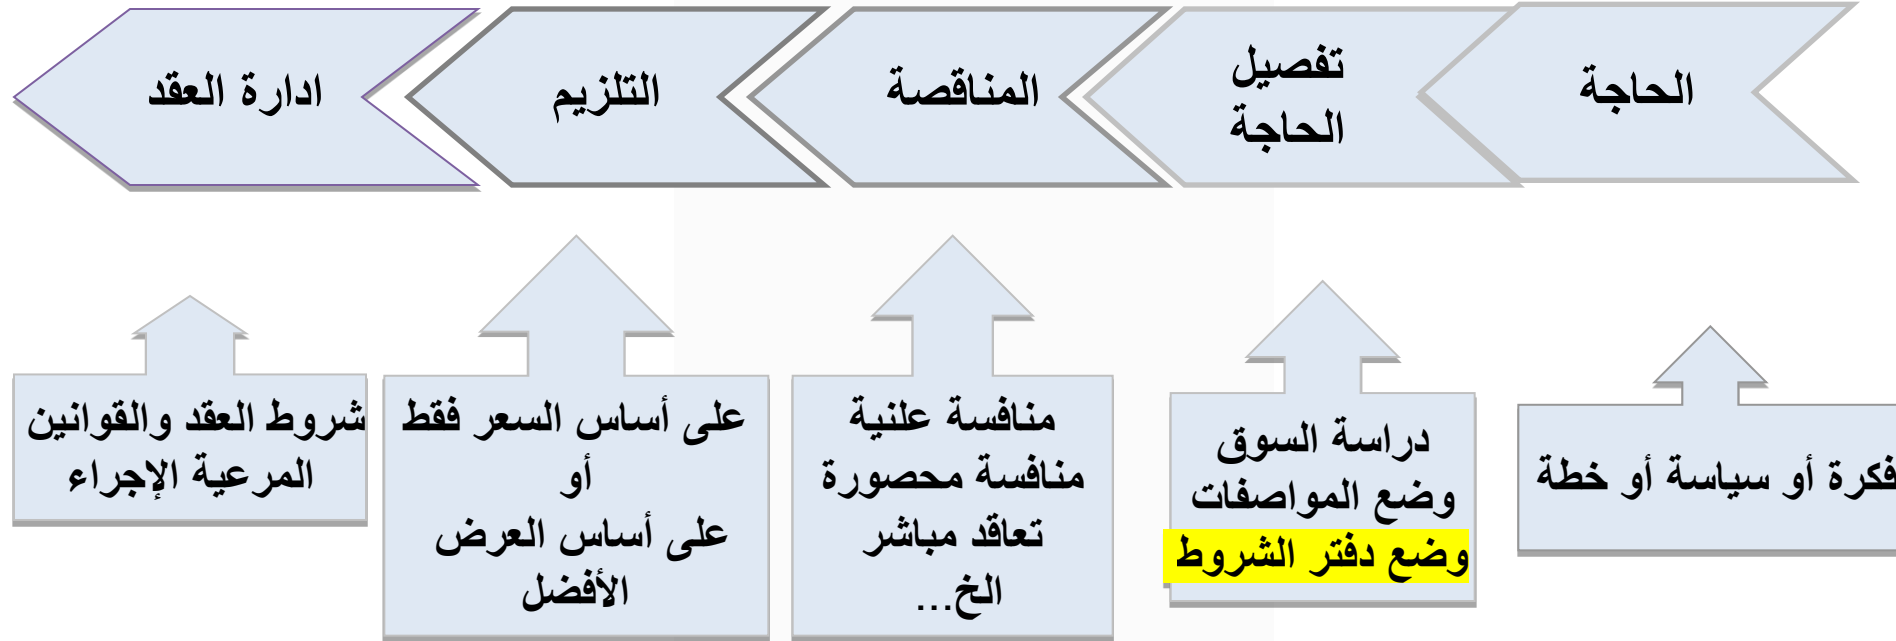 الحاجة
تفصيل
الحاجة
المناقصة
التلزيم
ادارة العقد
فكرة أو سياسة أو خطة
دراسة السوق
وضع المواصفات
وضع دفتر الشروط
منافسة علنية
منافسة محصورة
تعاقد مباشر
الخ...
على أساس السعر فقط
أو
على أساس العرض
الأفضل
شروط العقد والقوانين
المرعية الإجراء